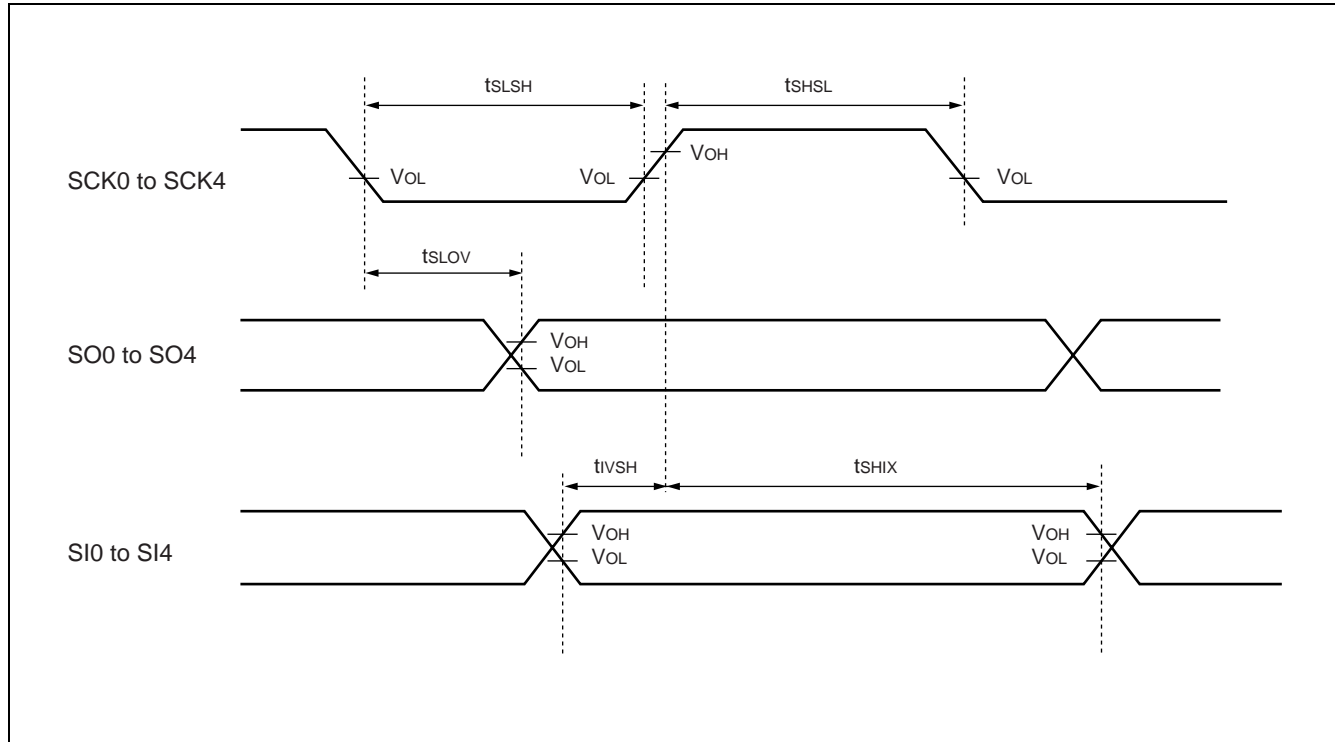 tSLSH tSHSL
VOH
SCK0 to SCK4 VOL VOL VOL
tSLOV
SO0 to SO4 VOH
VOL
tIVSH tSHIX
VOH VOH
SI0 to SI4 VOL VOL